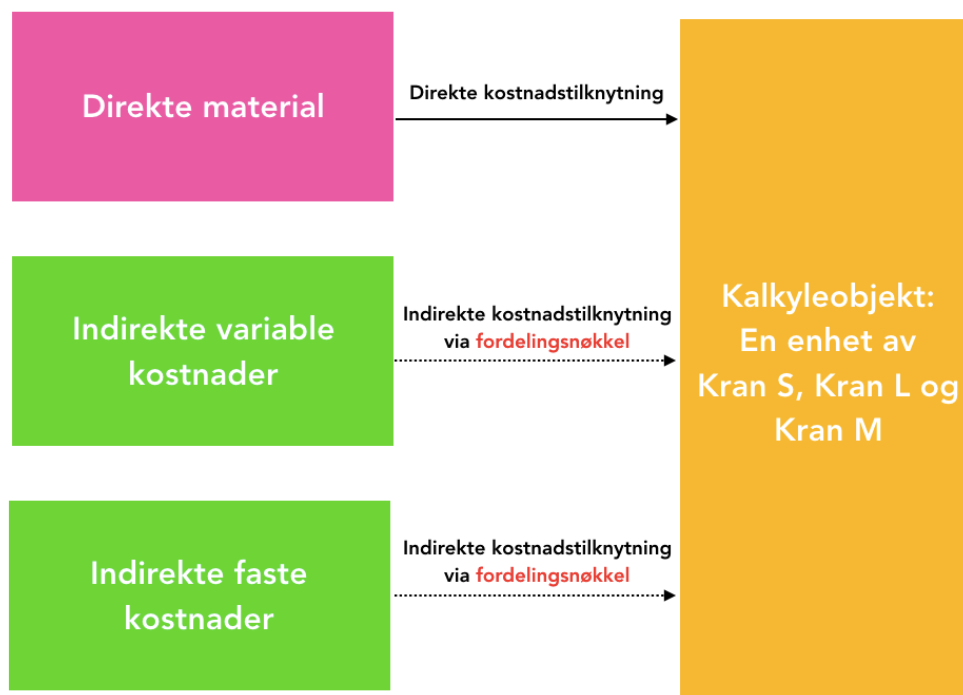 Direkte material
Direkte kostnadstilknytning
Indirekte variable
kostnader
Indirekte kostnadstilknytning
via fordelingsnøkkel
Indirekte faste
kostnader
Indirekte kostnadstilknytning
via fordelingsnøkkel
Kalkyleobjekt:
En enhet av
Kran S, Kran L og
Kran M